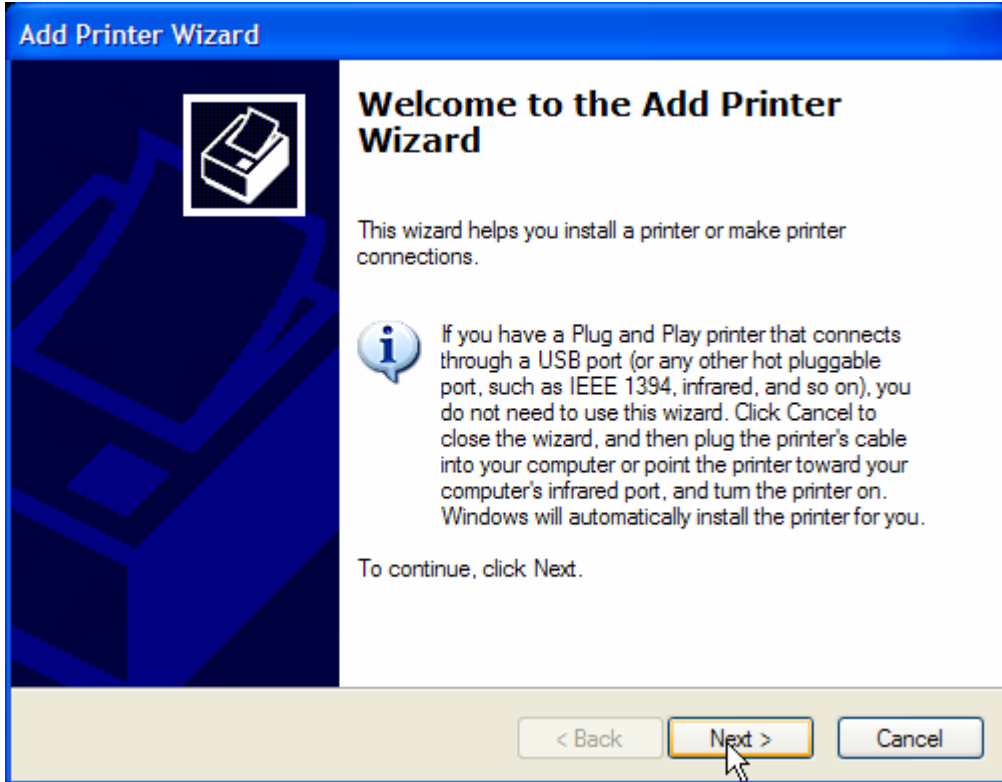 Add Printer Wizard
Welcome to the Add Printer
Wizard
This wizard helps you install a printer or make printer
connections.
If you have a Plug and Play printer that connects
through a USB port (or any other hot pluggable
port, such as IEEE 1394, infrared, and so on), you
do not need to use this wizard. Click Cancel to
close the wizard, and then plug the printer's cable
into your computer or point the printer toward your
computer's infrared port, and turn the printer on.
Windows will automatically install the printer for you.
To continue, click Next.
< Back Next > Cancel